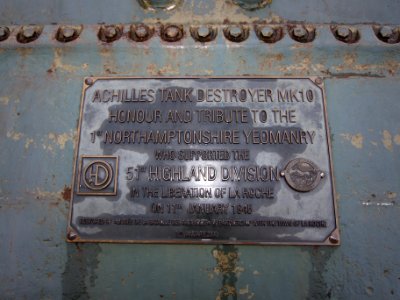 ACHILLES TANK DESTROYER MK10
HONOUR AND TRIBUTE TO THE
1ST NORTHAMPTONSHIRE YEOMANRY
WHO SUPPORTED THE
51ST HIGHLAND DIVISION
HD
IN THE LIBERATION OF LA ROCHE
ON 11TH JANUARY 1945